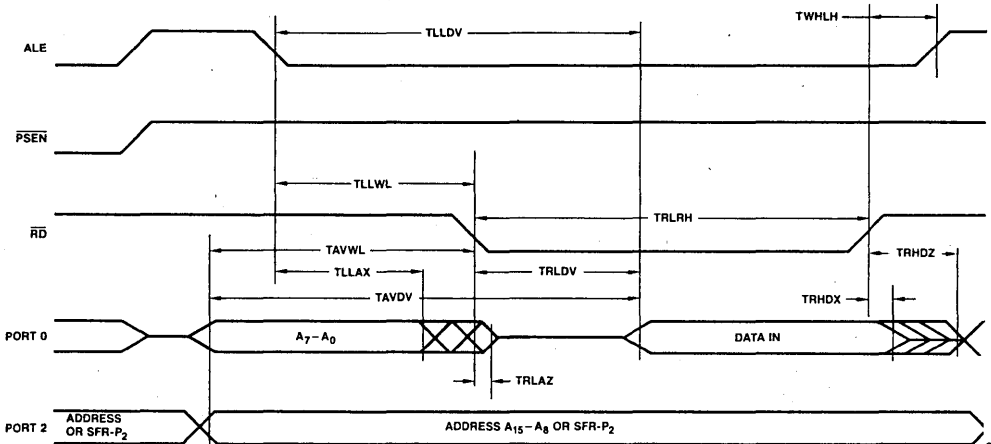 TWHLH
TLLDV
ALE
PSEN
TLLWL
TRLRH
RD
TAVWL
TRHDZ
TLLAX
TRLDV
TRHDX
TAVDV
PORT 0
A7–A0
DATA IN
TRLAZ
PORT 2
ADDRESS
OR SFR-P2
ADDRESS A15–A8 OR SFR-P2